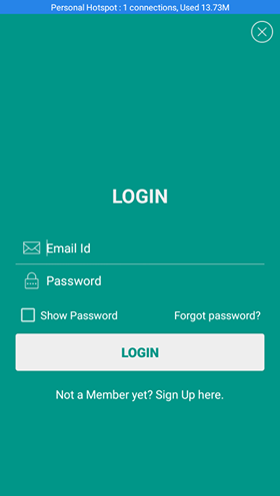 Personal Hotspot : 1 connections, Used 13.73M
LOGIN
Email Id
Password
Show Password Forgot password?
LOGIN
Not a Member yet? Sign Up here.